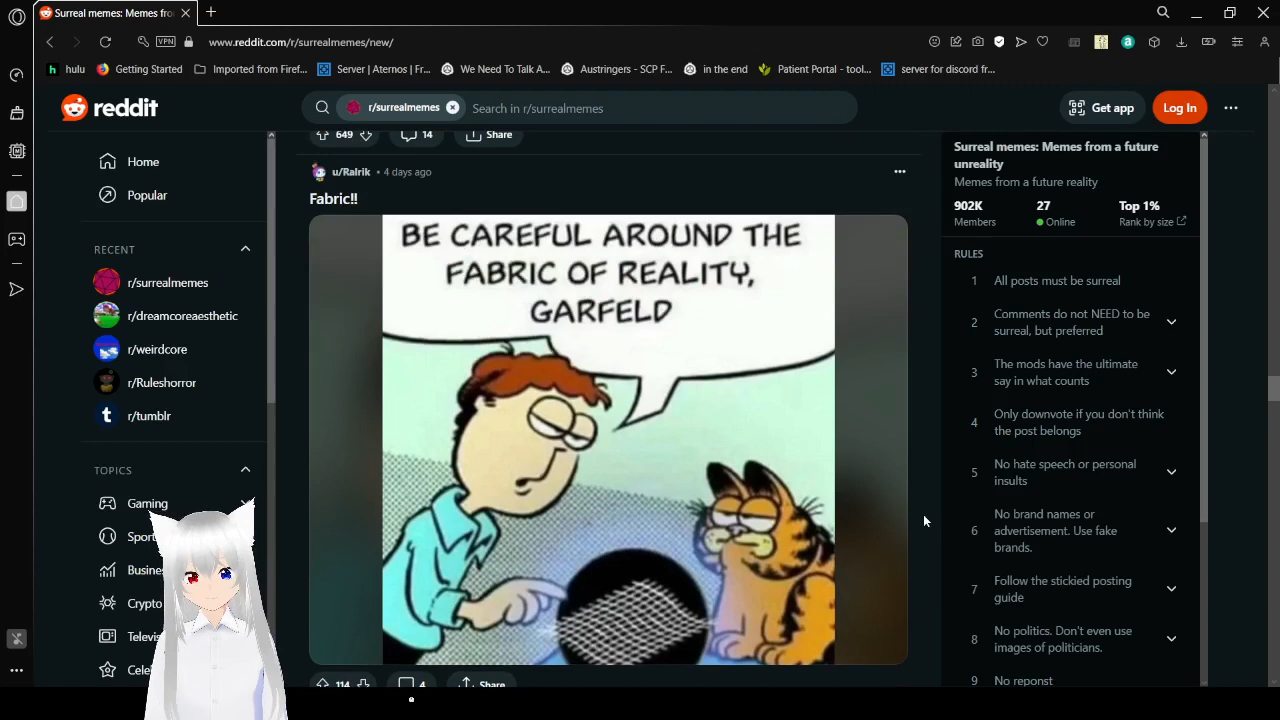 Surreal memes: Memes fro
VPN
www.reddit.com/r/surrealmemes/new/
hulu
Getting Started
Imported from Firef...
Server | Aternos | Fr...
We Need To Talk A...
Austringers - SCP F...
in the end
Patient Portal - tool...
server for discord fr...
reddit
r/surrealmemes
Search in r/surrealmemes
Get app
Log In
649
14
Share
Home
Popular
RECENT
r/surrealmemes
r/dreamcoreaesthetic
r/weirdcore
r/Ruleshorror
r/tumblr
TOPICS
Gaming
Sport
Busines
Crypto
Televis
Cele
u/Ralrik • 4 days ago
Fabric!!
BE CAREFUL AROUND THE
FABRIC OF REALITY,
GARFELD
114
4
Share
Surreal memes: Memes from a future
unreality
Memes from a future reality
902K
Members
27
Online
Top 1%
Rank by size
RULES
1 All posts must be surreal
2 Comments do not NEED to be
surreal, but preferred
3 The mods have the ultimate
say in what counts
4 Only downvote if you don't think
the post belongs
5 No hate speech or personal
insults
6 No brand names or
advertisement. Use fake
brands.
7 Follow the stickied posting
guide
8 No politics. Don't even use
images of politicians.
9 No reponst